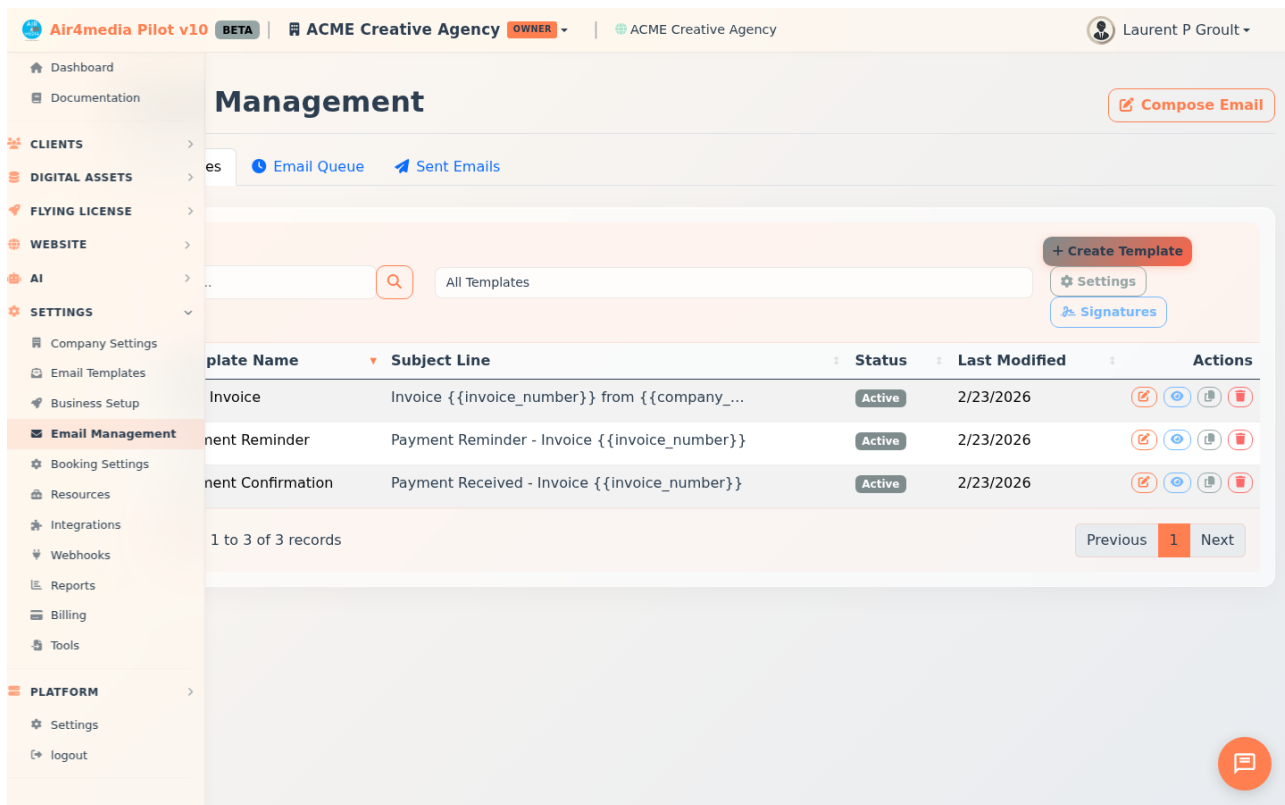 Air4media Pilot v10 BETA ACME Creative Agency OWNER ACME Creative Agency Laurent P Groult
Dashboard
Documentation
CLIENTS
DIGITAL ASSETS
FLYING LICENSE
WEBSITE
AI
SETTINGS
Company Settings
Email Templates
Business Setup
Email Management
Booking Settings
Resources
Integrations
Webhooks
Reports
Billing
Tools
PLATFORM
Settings
logout
Management
Compose Email
es Email Queue Sent Emails
... All Templates
Create Template
Settings
Signatures
plate Name Subject Line Status Last Modified Actions
Invoice Invoice {{invoice_number}} from {{company_... Active 2/23/2026
ment Reminder Payment Reminder - Invoice {{invoice_number}} Active 2/23/2026
ment Confirmation Payment Received - Invoice {{invoice_number}} Active 2/23/2026
1 to 3 of 3 records
Previous 1 Next